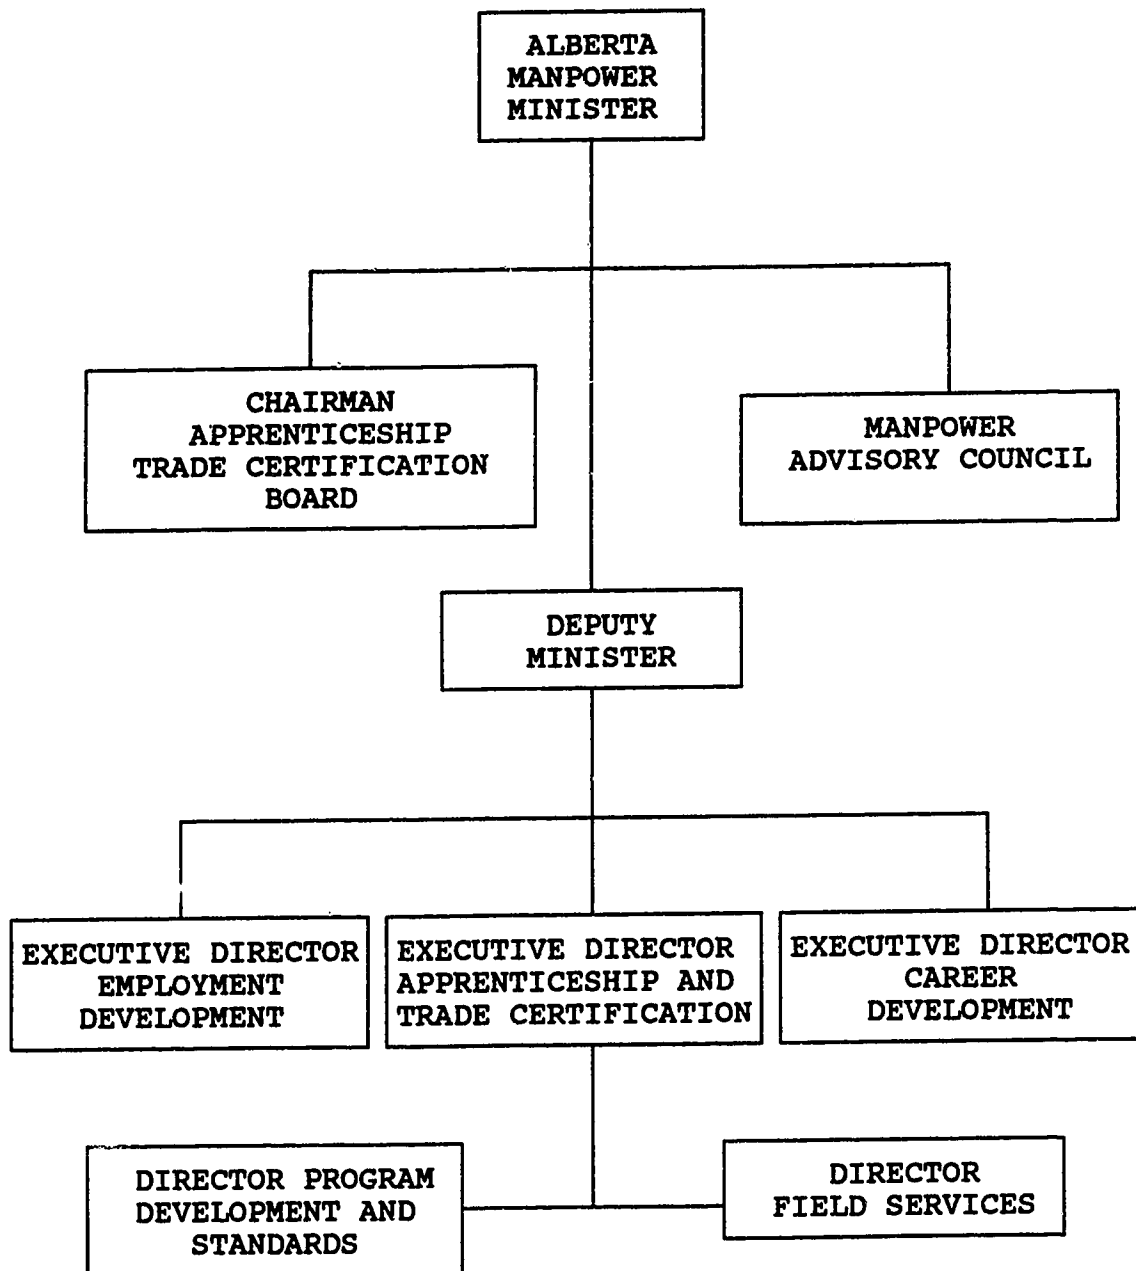 ALBERTA
MANPOWER
MINISTER
CHAIRMAN
APPRENTICESHIP
TRADE CERTIFICATION
BOARD
MANPOWER
ADVISORY COUNCIL
DEPUTY
MINISTER
EXECUTIVE DIRECTOR
EMPLOYMENT
DEVELOPMENT
EXECUTIVE DIRECTOR
APPRENTICESHIP AND
TRADE CERTIFICATION
EXECUTIVE DIRECTOR
CAREER
DEVELOPMENT
DIRECTOR PROGRAM
DEVELOPMENT AND
STANDARDS
DIRECTOR
FIELD SERVICES